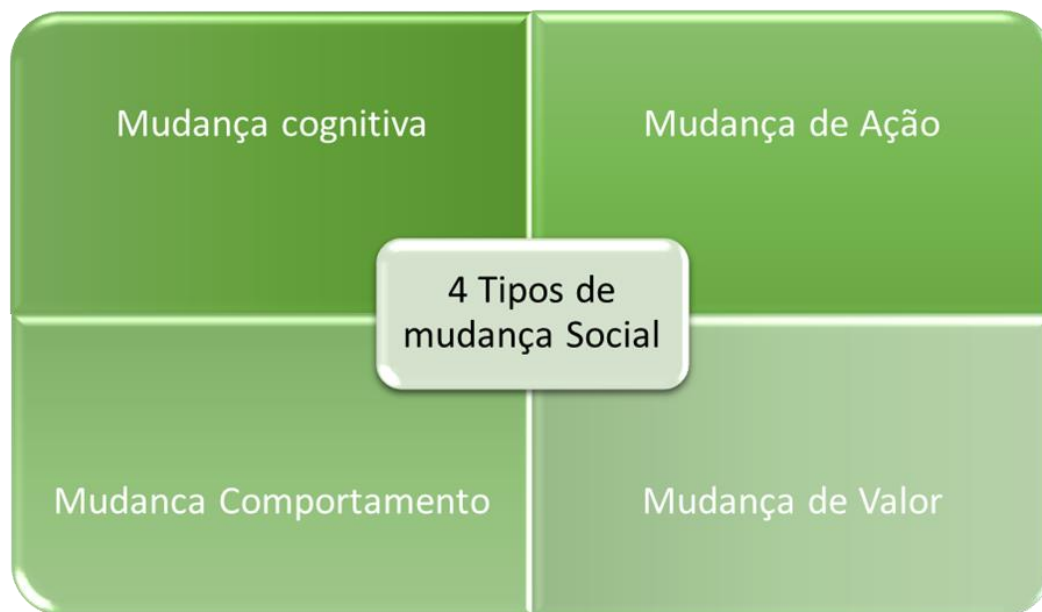 Mudança cognitiva
Mudança de Ação
4 Tipos de
mudança Social
Mudanca Comportamento
Mudança de Valor